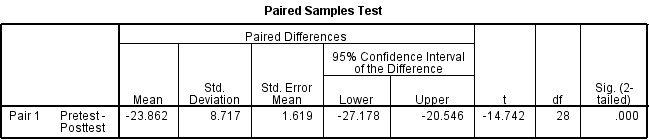 Paired Samples Test
Paired Differences
95% Confidence Interval
of the Difference
Mean Std. Deviation Std. Error Mean Lower Upper t df Sig. (2-tailed)
Pair 1 Pretest - Posttest -23.862 8.717 1.619 -27.178 -20.546 -14.742 28 .000